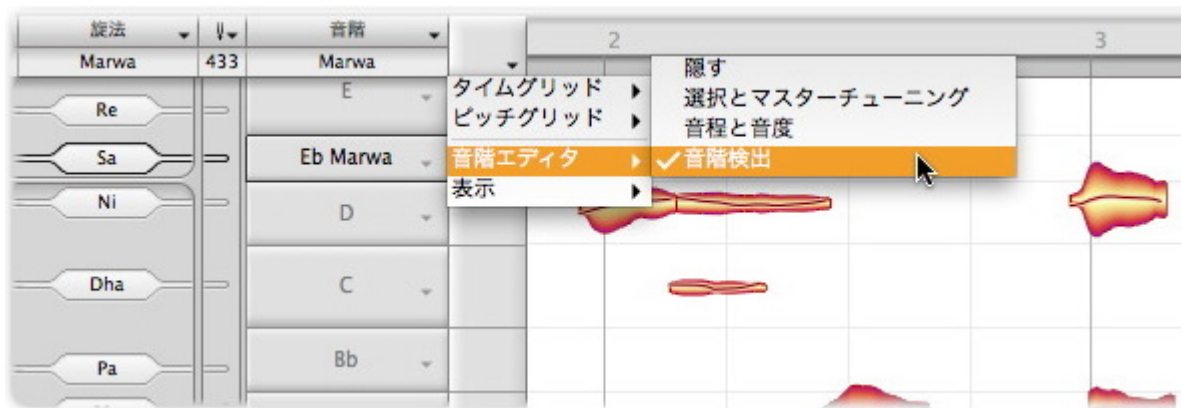 旋法 音階 2 3
Marwa 433 Marwa
隠す
E タイムグリッド 選択とマスターチューニング
Re ピッチグリッド 音程と音度
Sa Eb Marwa 音階エディタ ✓音階検出
表示
Ni D
Dha C
Pa Bb